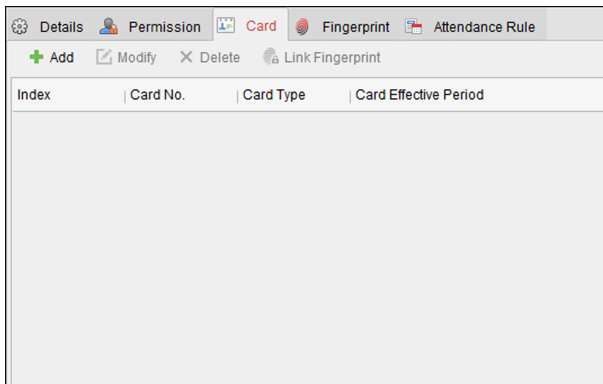 Details Permission Card Fingerprint Attendance Rule
Add Modify Delete Link Fingerprint
Index Card No. Card Type Card Effective Period